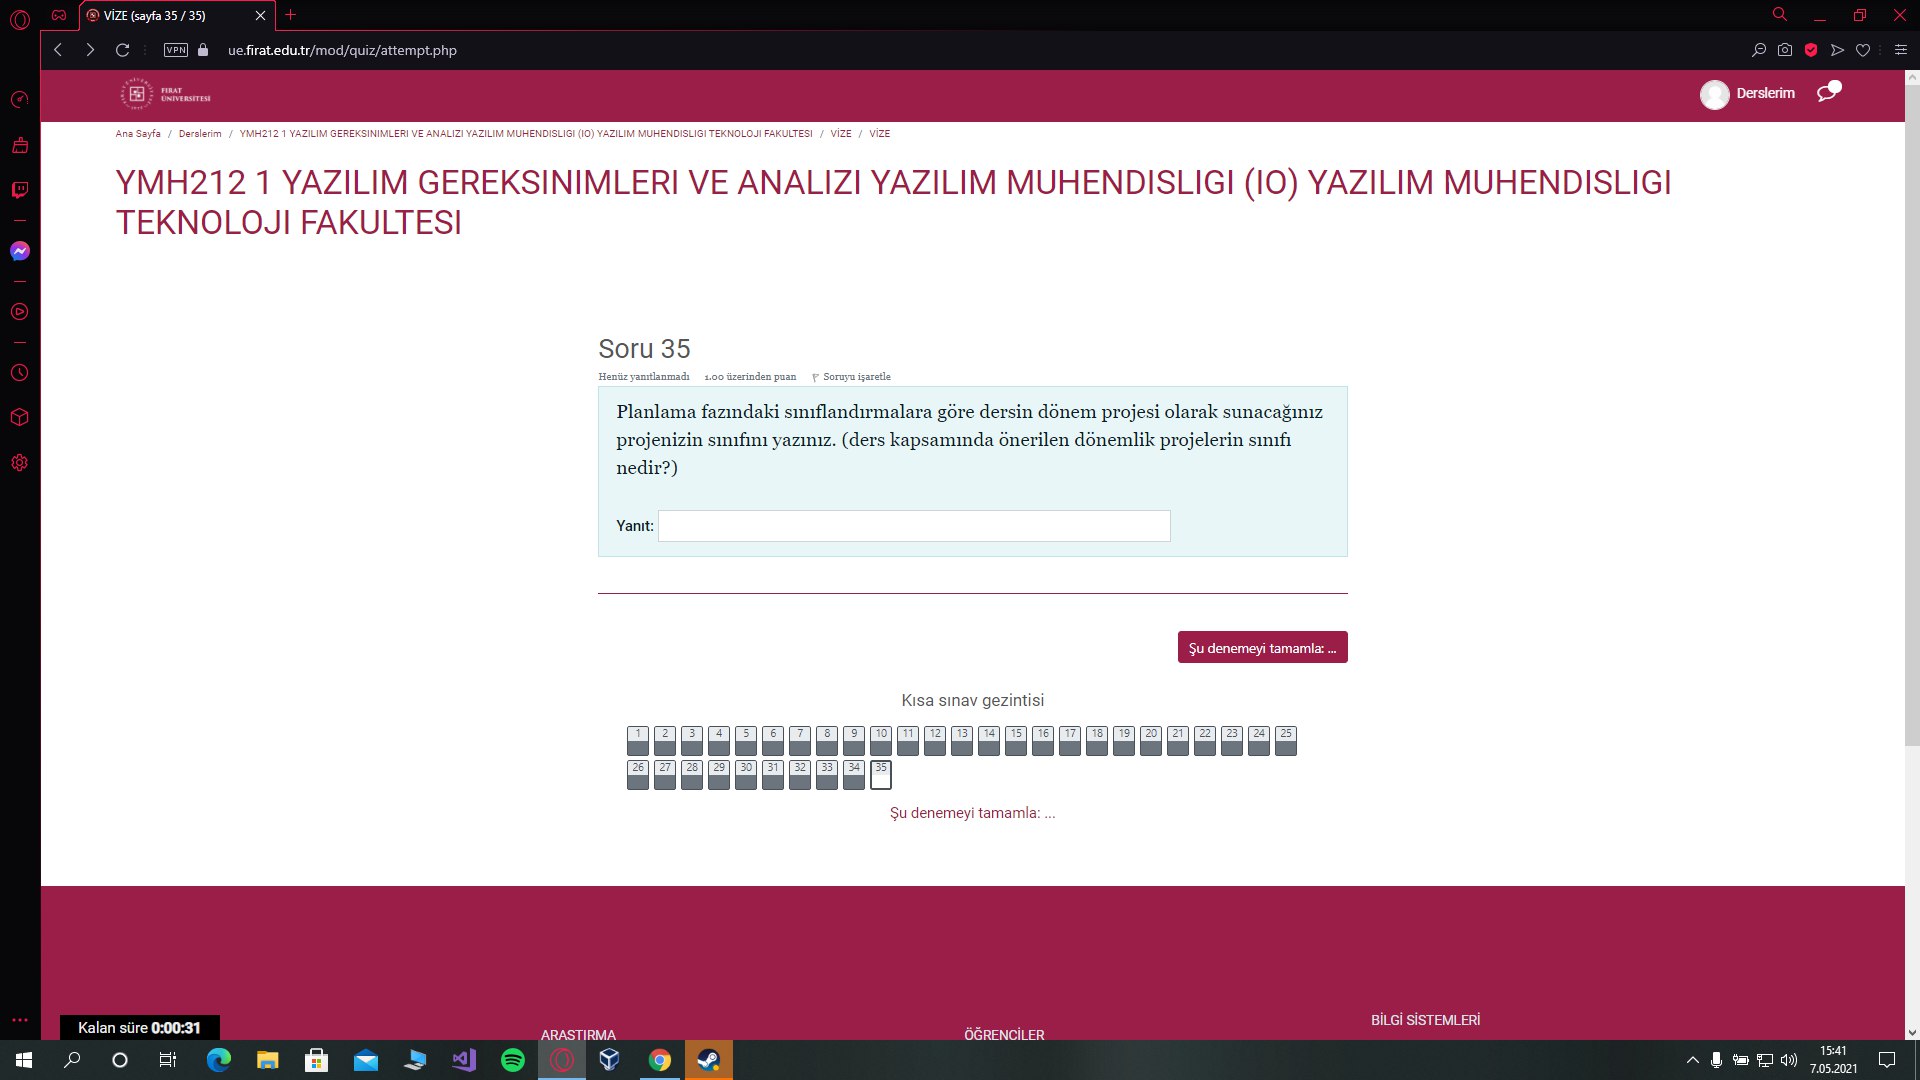 VİZE (sayfa 35 / 35)
VPN
ue.firat.edu.tr/mod/quiz/attempt.php
FIRAT
ÜNİVERSİTESİ
Derslerim
Ana Sayfa / Derslerim / YMH212 1 YAZILIM GEREKSINIMLERI VE ANALIZI YAZILIM MUHENDISLIGI (IO) YAZILIM MUHENDISLIGI TEKNOLOJI FAKULTESI / VİZE / VİZE
YMH212 1 YAZILIM GEREKSINIMLERI VE ANALIZI YAZILIM MUHENDISLIGI (IO) YAZILIM MUHENDISLIGI
TEKNOLOJI FAKULTESI
Soru 35
Henüz yanıtlanmadı 1.00 üzerinden puan Soruyu işaretle
Planlama fazındaki sınıflandırmalara göre dersin dönem projesi olarak sunacağınız
projenizin sınıfını yazınız. (ders kapsamında önerilen dönemlik projelerin sınıfı
nedir?)
Yanıt:
Şu denemeyi tamamla: ...
Kısa sınav gezintisi
1 2 3 4 5 6 7 8 9 10 11 12 13 14 15 16 17 18 19 20 21 22 23 24 25
26 27 28 29 30 31 32 33 34 35
Şu denemeyi tamamla: ...
BİLGİ SİSTEMLERİ
Kalan süre 0:00:31
ARAŞTIRMA
ÖĞRENCİLER
15:41
7.05.2021